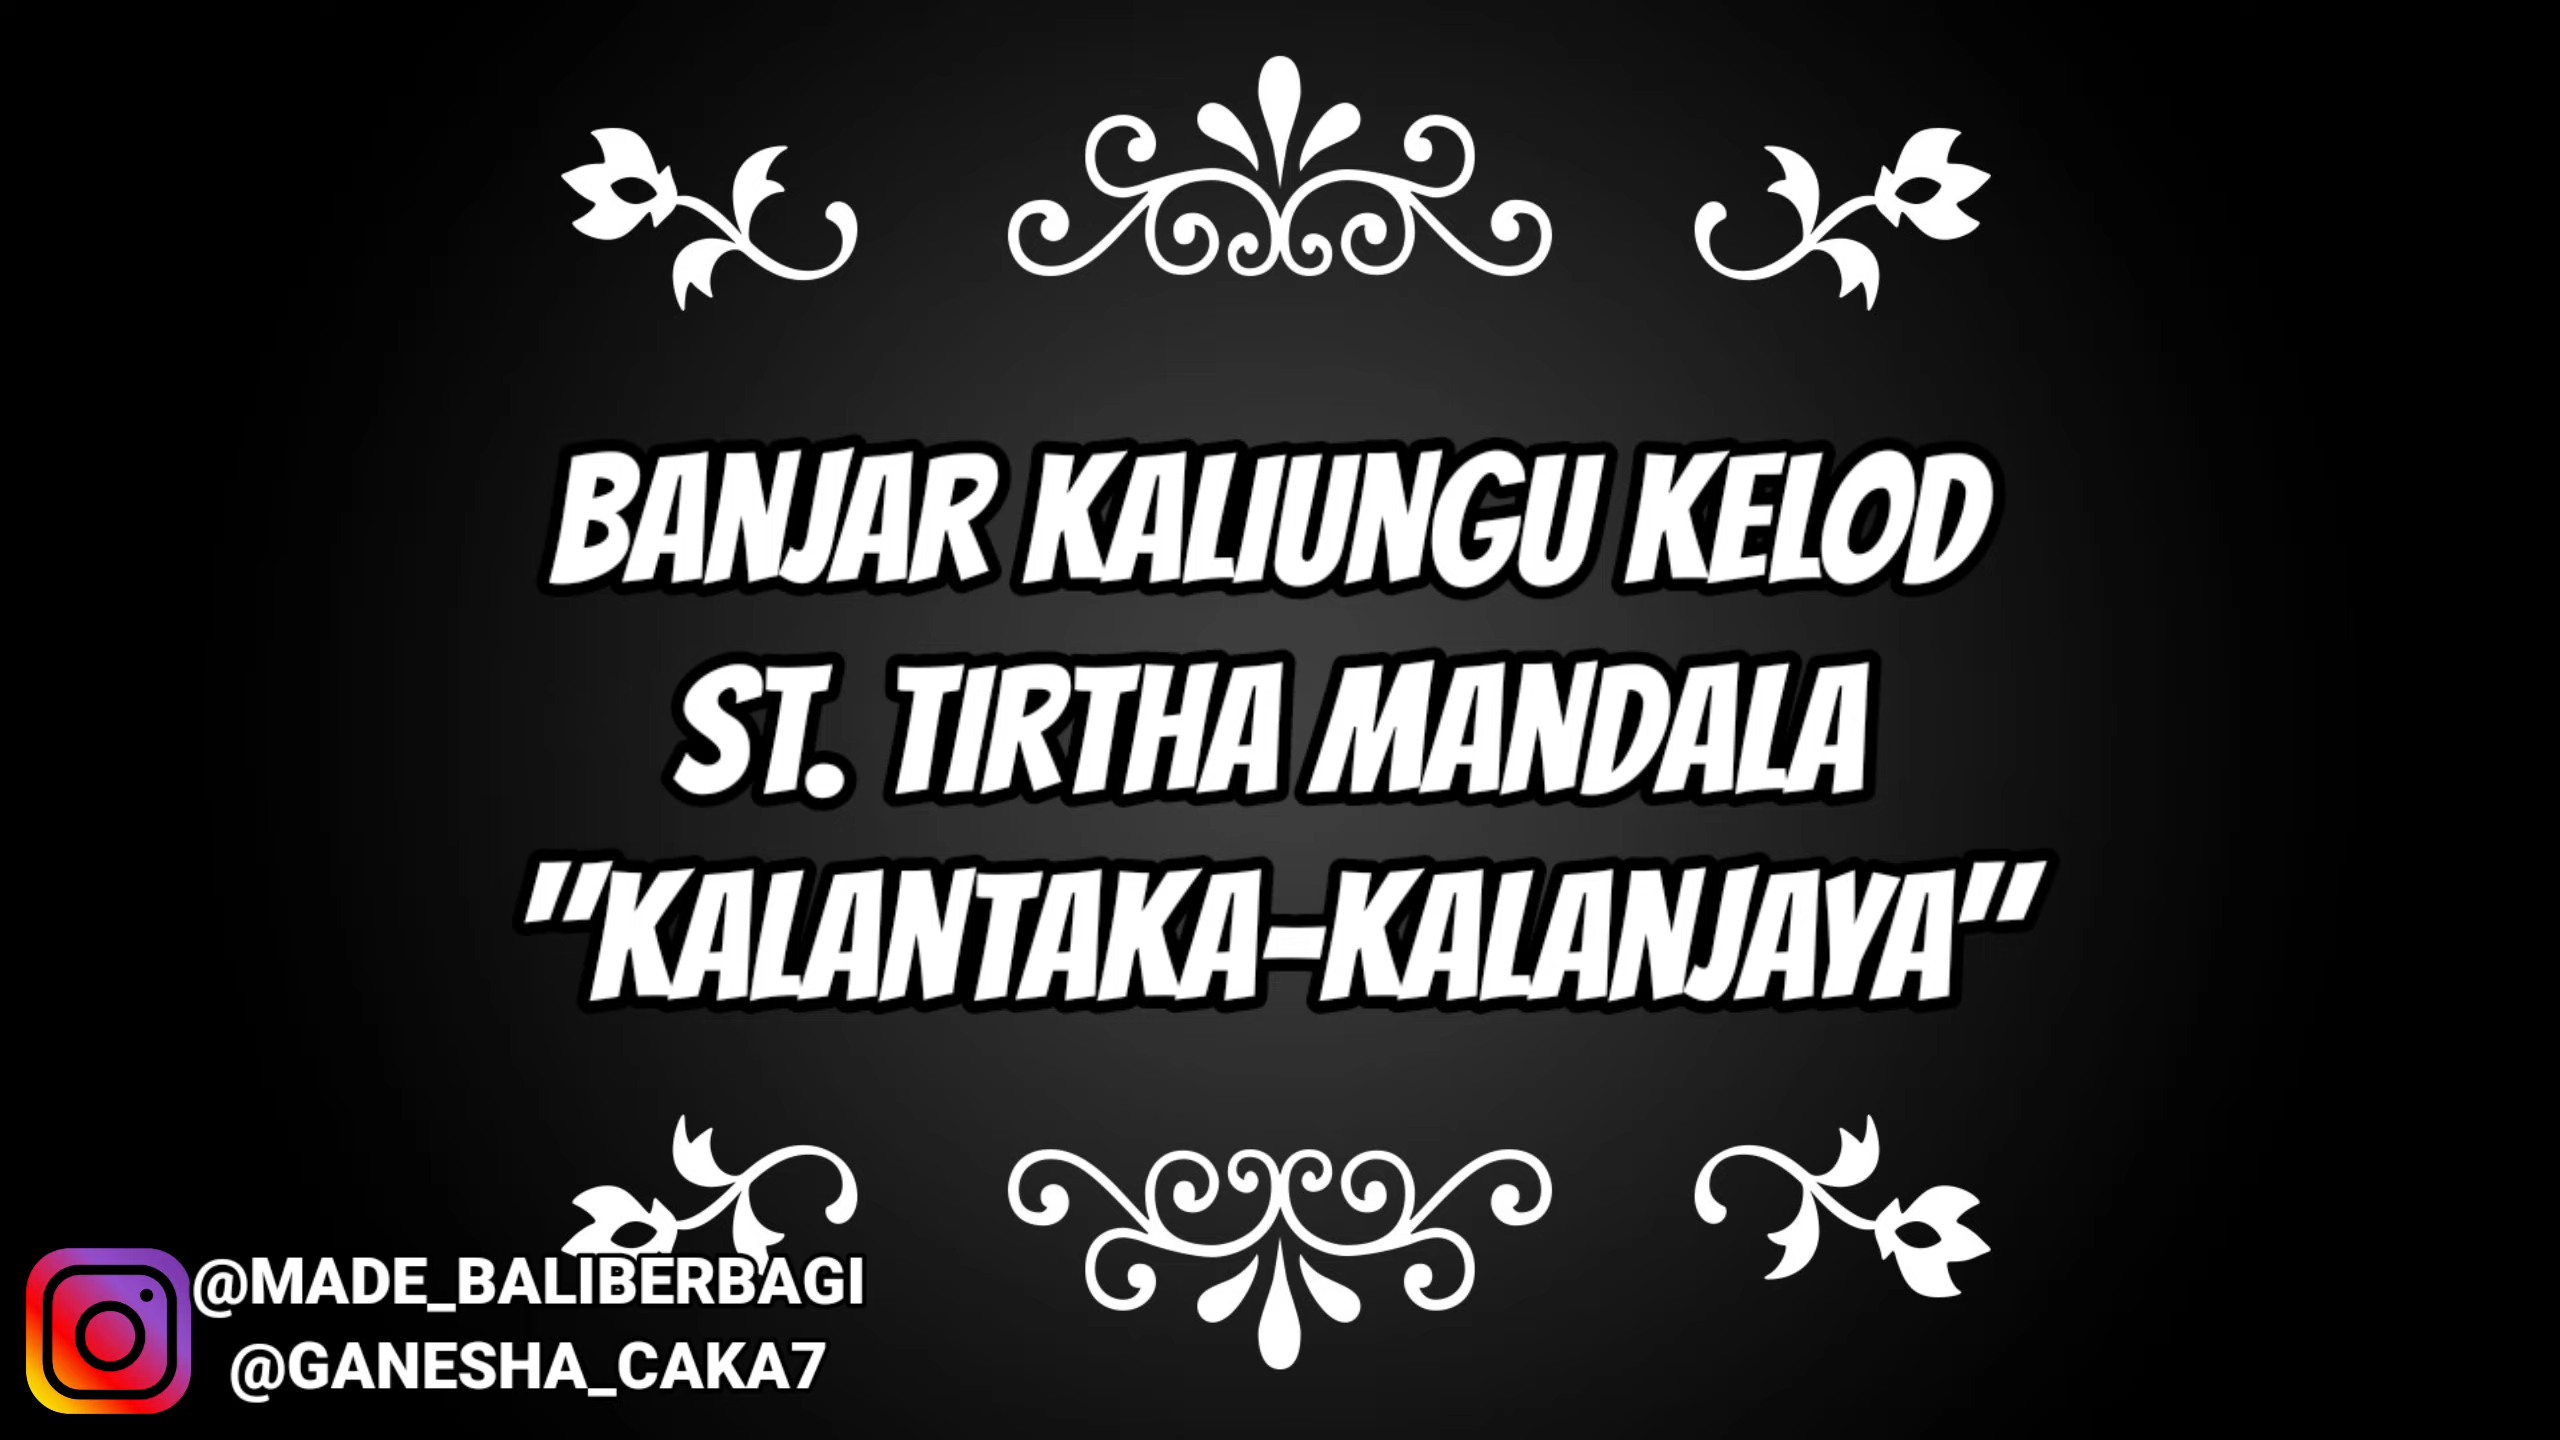 BANJAR KALIUNGU KELOD
ST. TIRTHA MANDALA
"KALANTAKA-KALANJAYA"
@MADE_BALIBERBAGI
@GANESHA_CAKA7